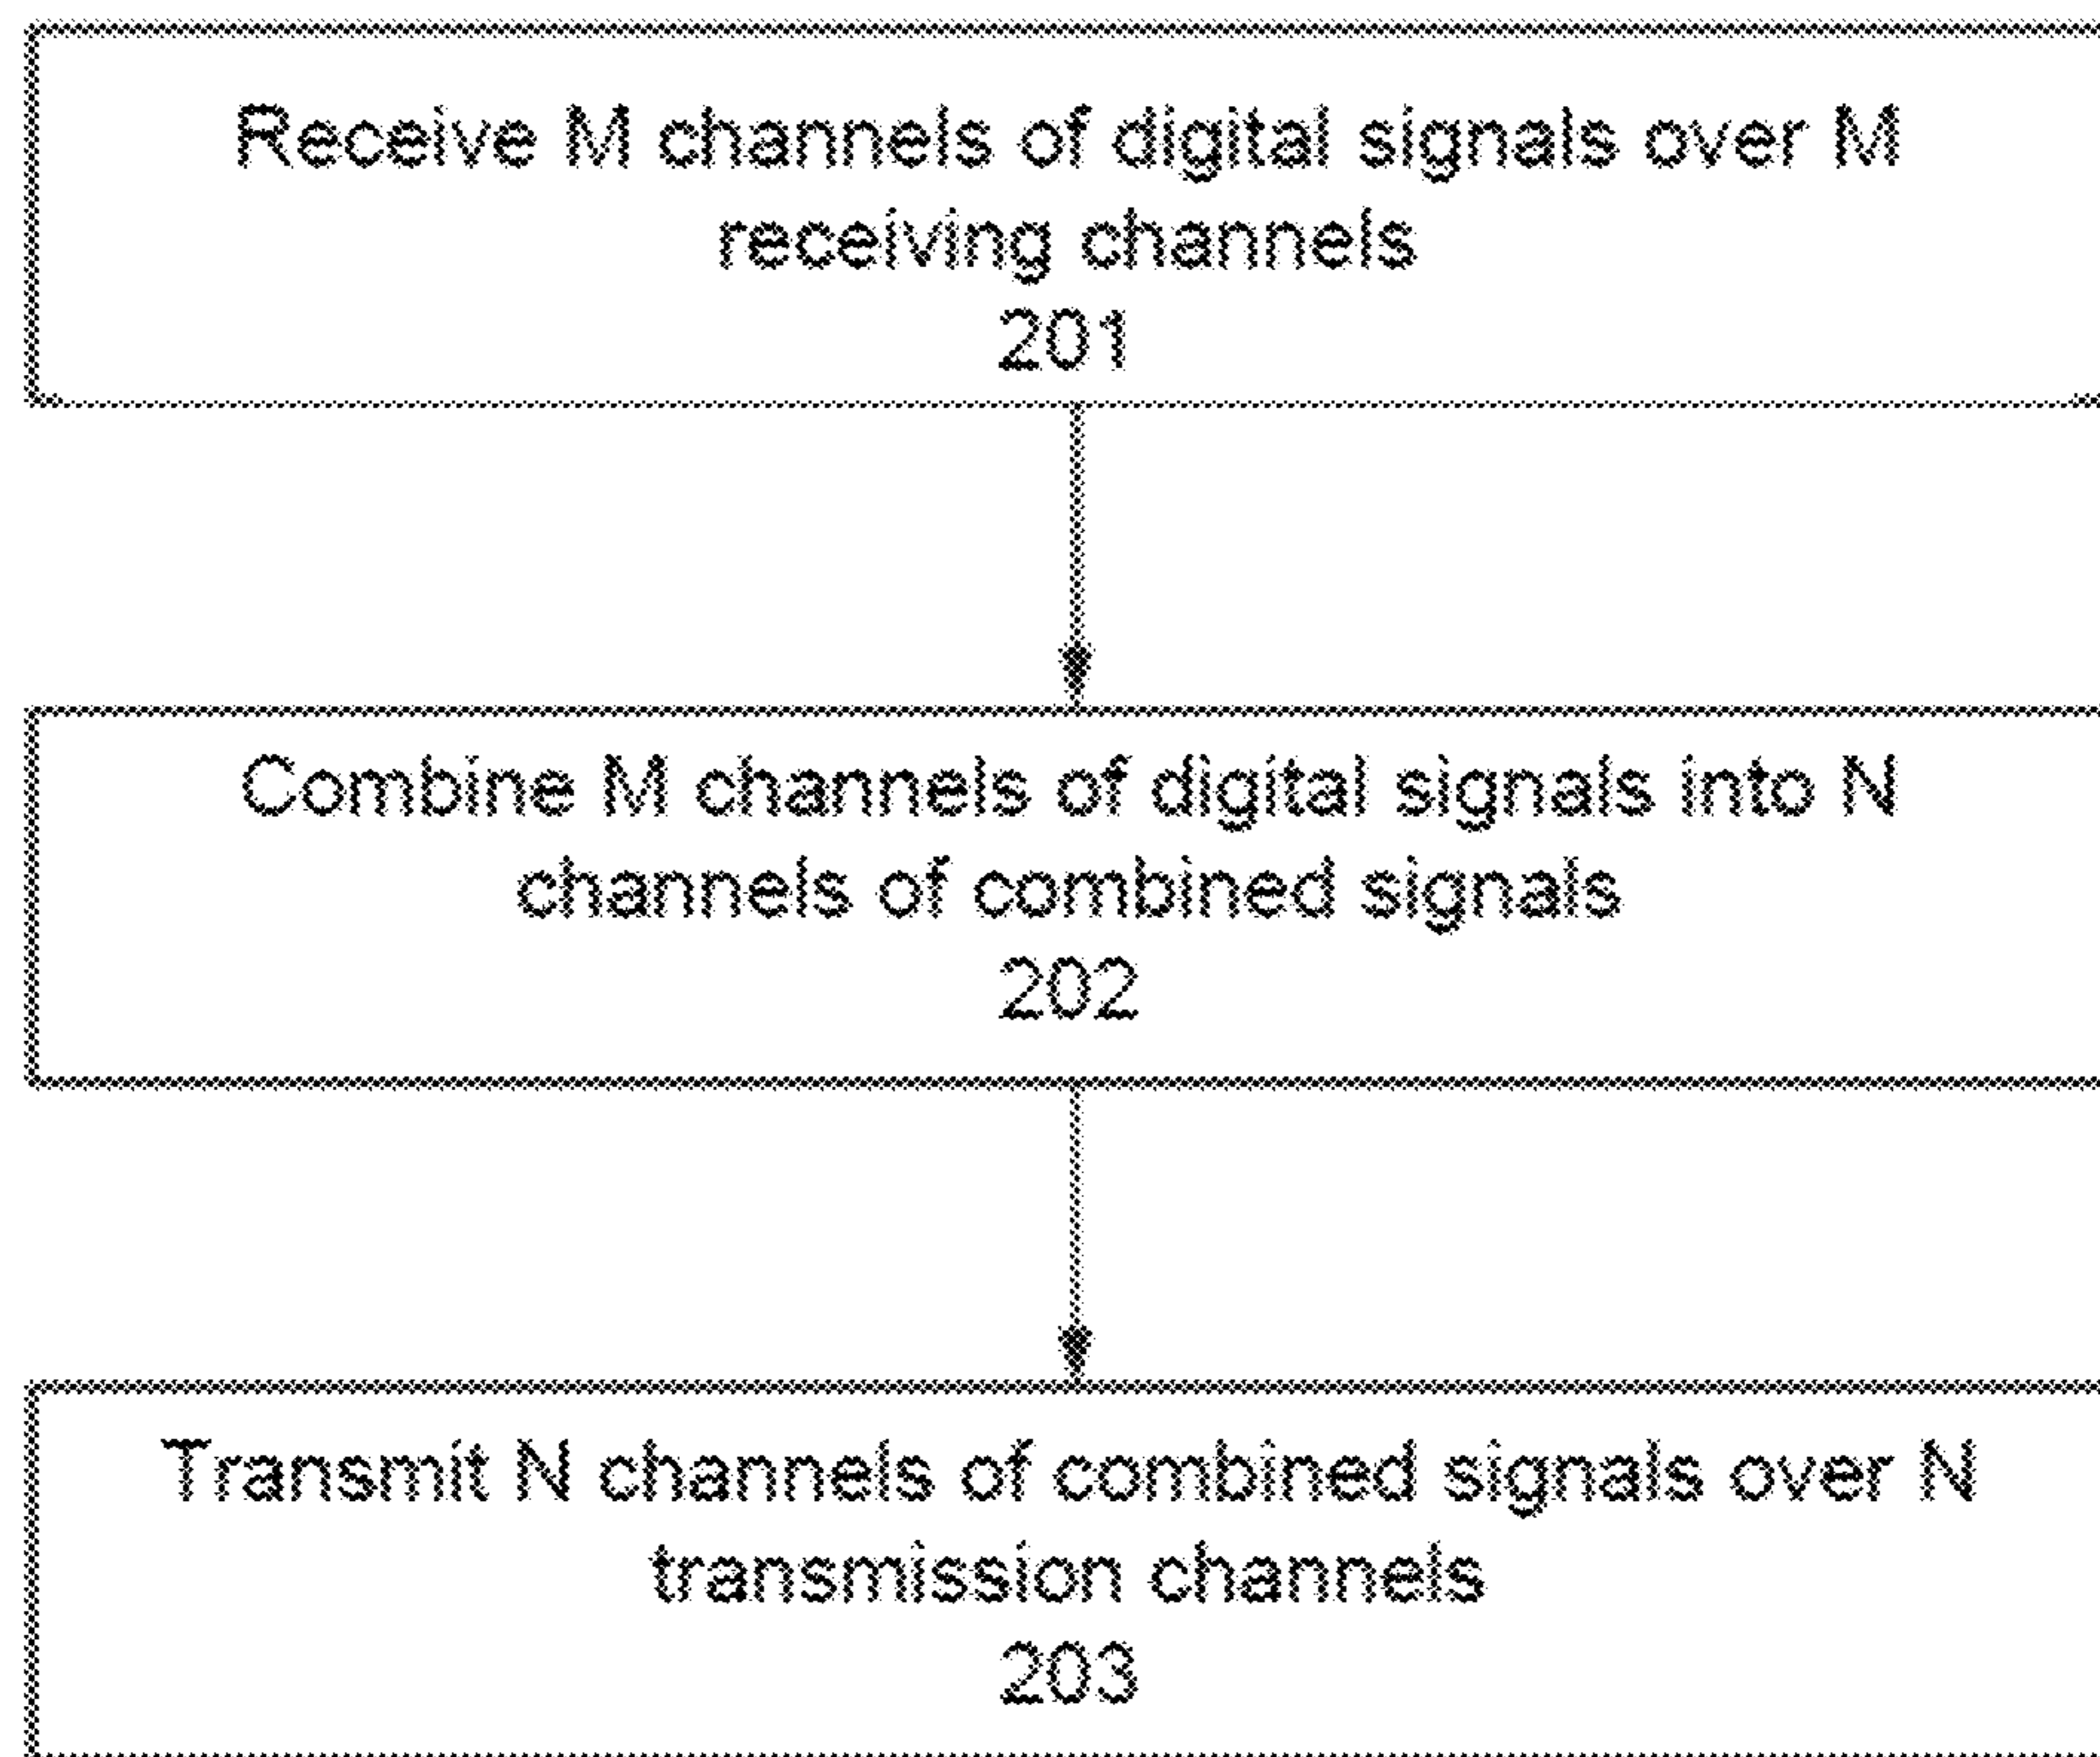 Receive M channels of digital signals over M
receiving channels
201
Combine M channels of digital signals into N
channels of combined signals
202
Transmit N channels of combined signals over N
transmission channels
203